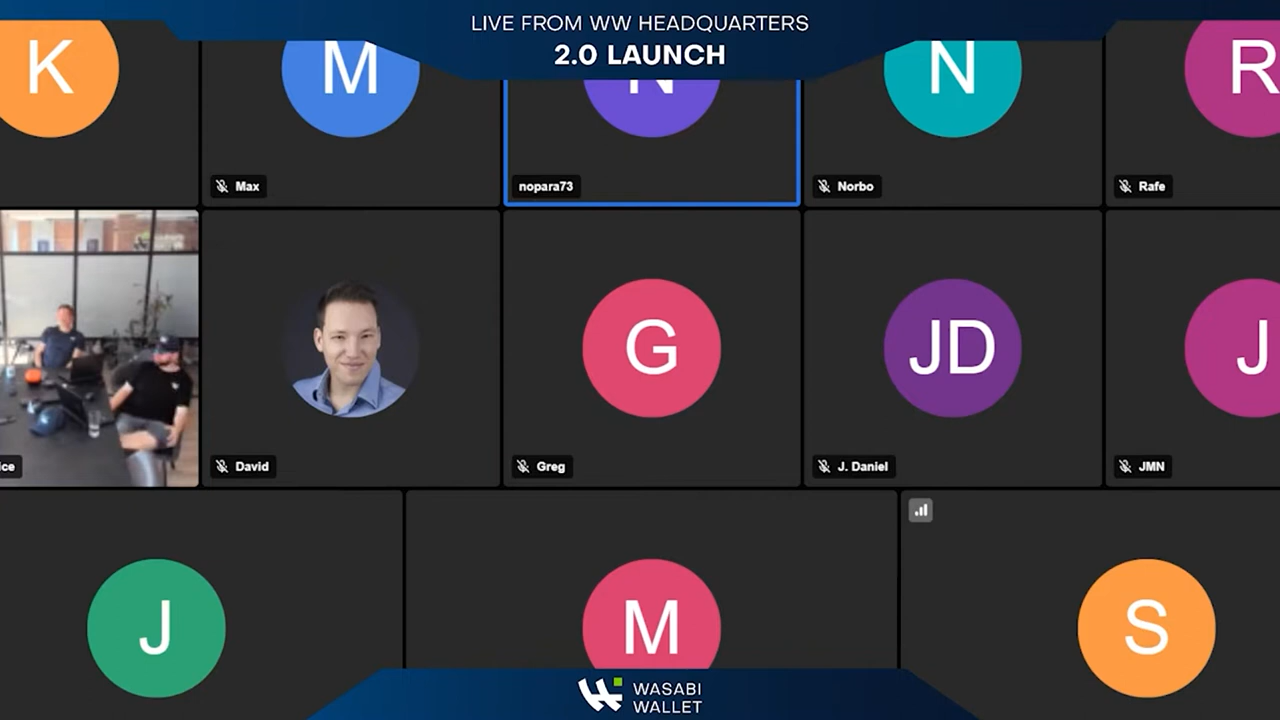 LIVE FROM WW HEADQUARTERS
2.0 LAUNCH
K
M
N
N
R
Max
nopara73
Norbo
Rafe
G
JD
J
ice
David
Greg
J. Daniel
JMN
J
M
S
WASABI
WALLET